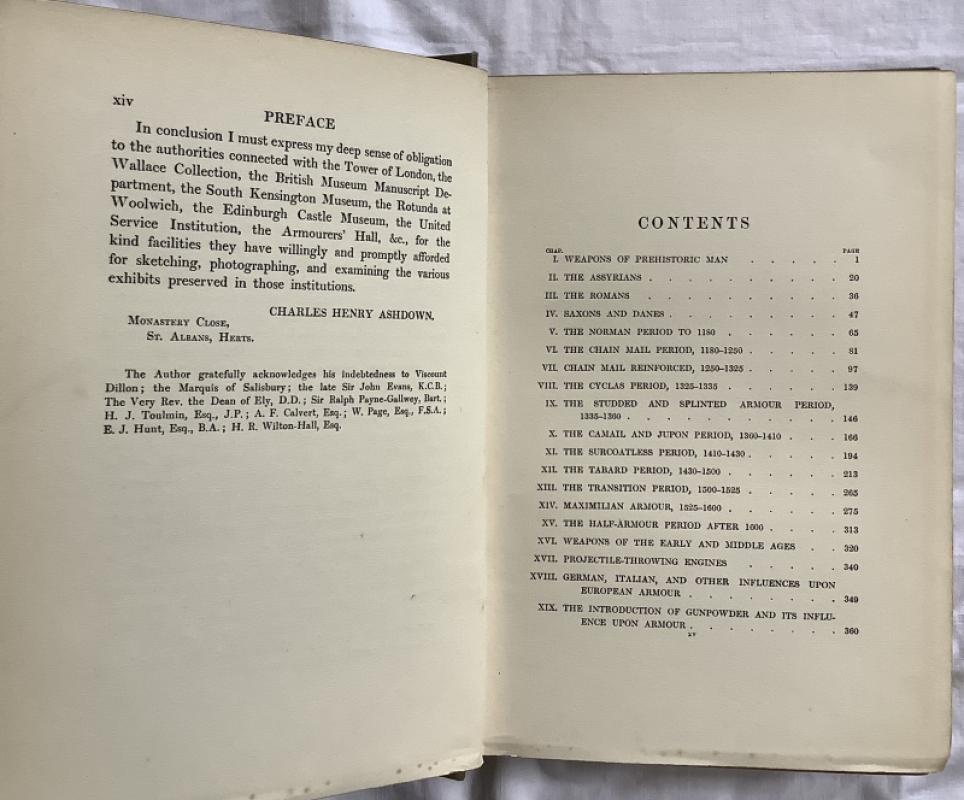 xiv
PREFACE
In conclusion I must express my deep sense of obligation
to the authorities connected with the Tower of London, the
Wallace Collection, the British Museum Manuscript De-
partment, the South Kensington Museum, the Rotunda at
Woolwich, the Edinburgh Castle Museum, the United
Service Institution, the Armourers' Hall, &c., for the
kind facilities they have willingly and promptly afforded
for sketching, photographing, and examining the various
exhibits preserved in those institutions.
CHARLES HENRY ASHDOWN.
Monastery Close,
St. Albans, Herts.
The Author gratefully acknowledges his indebtedness to Viscount
Dillon; the Marquis of Salisbury; the late Sir John Evans, K.C.B.;
The Very Rev. the Dean of Ely, D.D.; Sir Ralph Payne-Gallwey, Bart.;
H. J. Toulmin, Esq., J.P.; A. F. Calvert, Esq.; W. Page, Esq., F.S.A.;
E. J. Hunt, Esq., B.A.; H. R. Wilton-Hall, Esq.
CONTENTS
CHAP. PAGE
I. WEAPONS OF PREHISTORIC MAN . . . . . 1
II. THE ASSYRIANS . . . . . . . . . 20
III. THE ROMANS . . . . . . . . . 36
IV. SAXONS AND DANES . . . . . . . . 47
V. THE NORMAN PERIOD TO 1180 . . . . . . 65
VI. THE CHAIN MAIL PERIOD, 1180-1250 . . . . . 81
VII. CHAIN MAIL REINFORCED, 1250-1325 . . . . . 97
VIII. THE CYCLAS PERIOD, 1325-1335 . . . . . . 139
IX. THE STUDDED AND SPLINTED ARMOUR PERIOD,
1335-1360 . . . . . . . . . 146
X. THE CAMAIL AND JUPON PERIOD, 1360-1410 . . . 166
XI. THE SURCOATLESS PERIOD, 1410-1430 . . . . . 194
XII. THE TABARD PERIOD, 1430-1500 . . . . . . 213
XIII. THE TRANSITION PERIOD, 1500-1525 . . . . . 265
XIV. MAXIMILIAN ARMOUR, 1525-1600 . . . . . . 275
XV. THE HALF-ARMOUR PERIOD AFTER 1600 . . . . 313
XVI. WEAPONS OF THE EARLY AND MIDDLE AGES . . 320
XVII. PROJECTILE-THROWING ENGINES . . . . . 340
XVIII. GERMAN, ITALIAN, AND OTHER INFLUENCES UPON
EUROPEAN ARMOUR . . . . . . . . 349
XIX. THE INTRODUCTION OF GUNPOWDER AND ITS INFLU-
ENCE UPON ARMOUR . . . . . . . . 360
xv